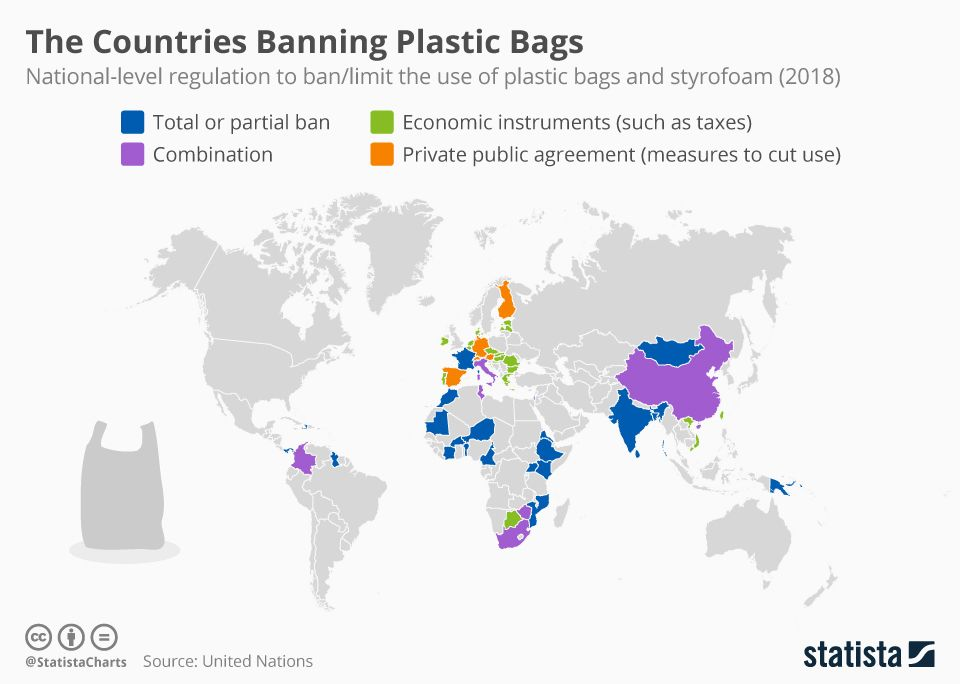 The Countries Banning Plastic Bags
National-level regulation to ban/limit the use of plastic bags and styrofoam (2018)
Total or partial ban
Economic instruments (such as taxes)
Combination
Private public agreement (measures to cut use)
cc
@StatistaCharts Source: United Nations
statista